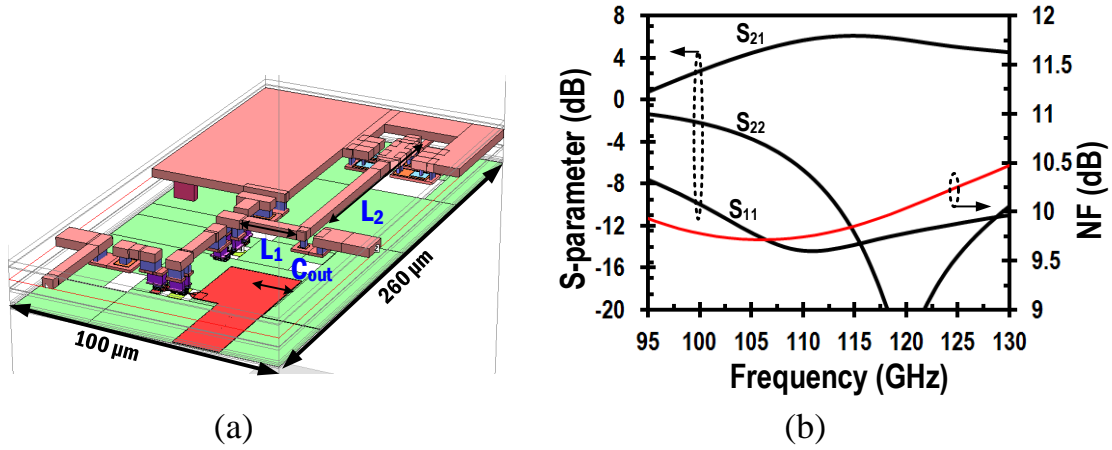 L₁
L₂
Cout
100 µm
260 µm
(a)
S-parameter (dB)
8
4
0
-4
-8
-12
-16
-20
S₂₁
S₂₂
S₁₁
12
11.5
11
10.5
10
9.5
9
NF (dB)
95 100 105 110 115 120 125 130
Frequency (GHz)
(b)